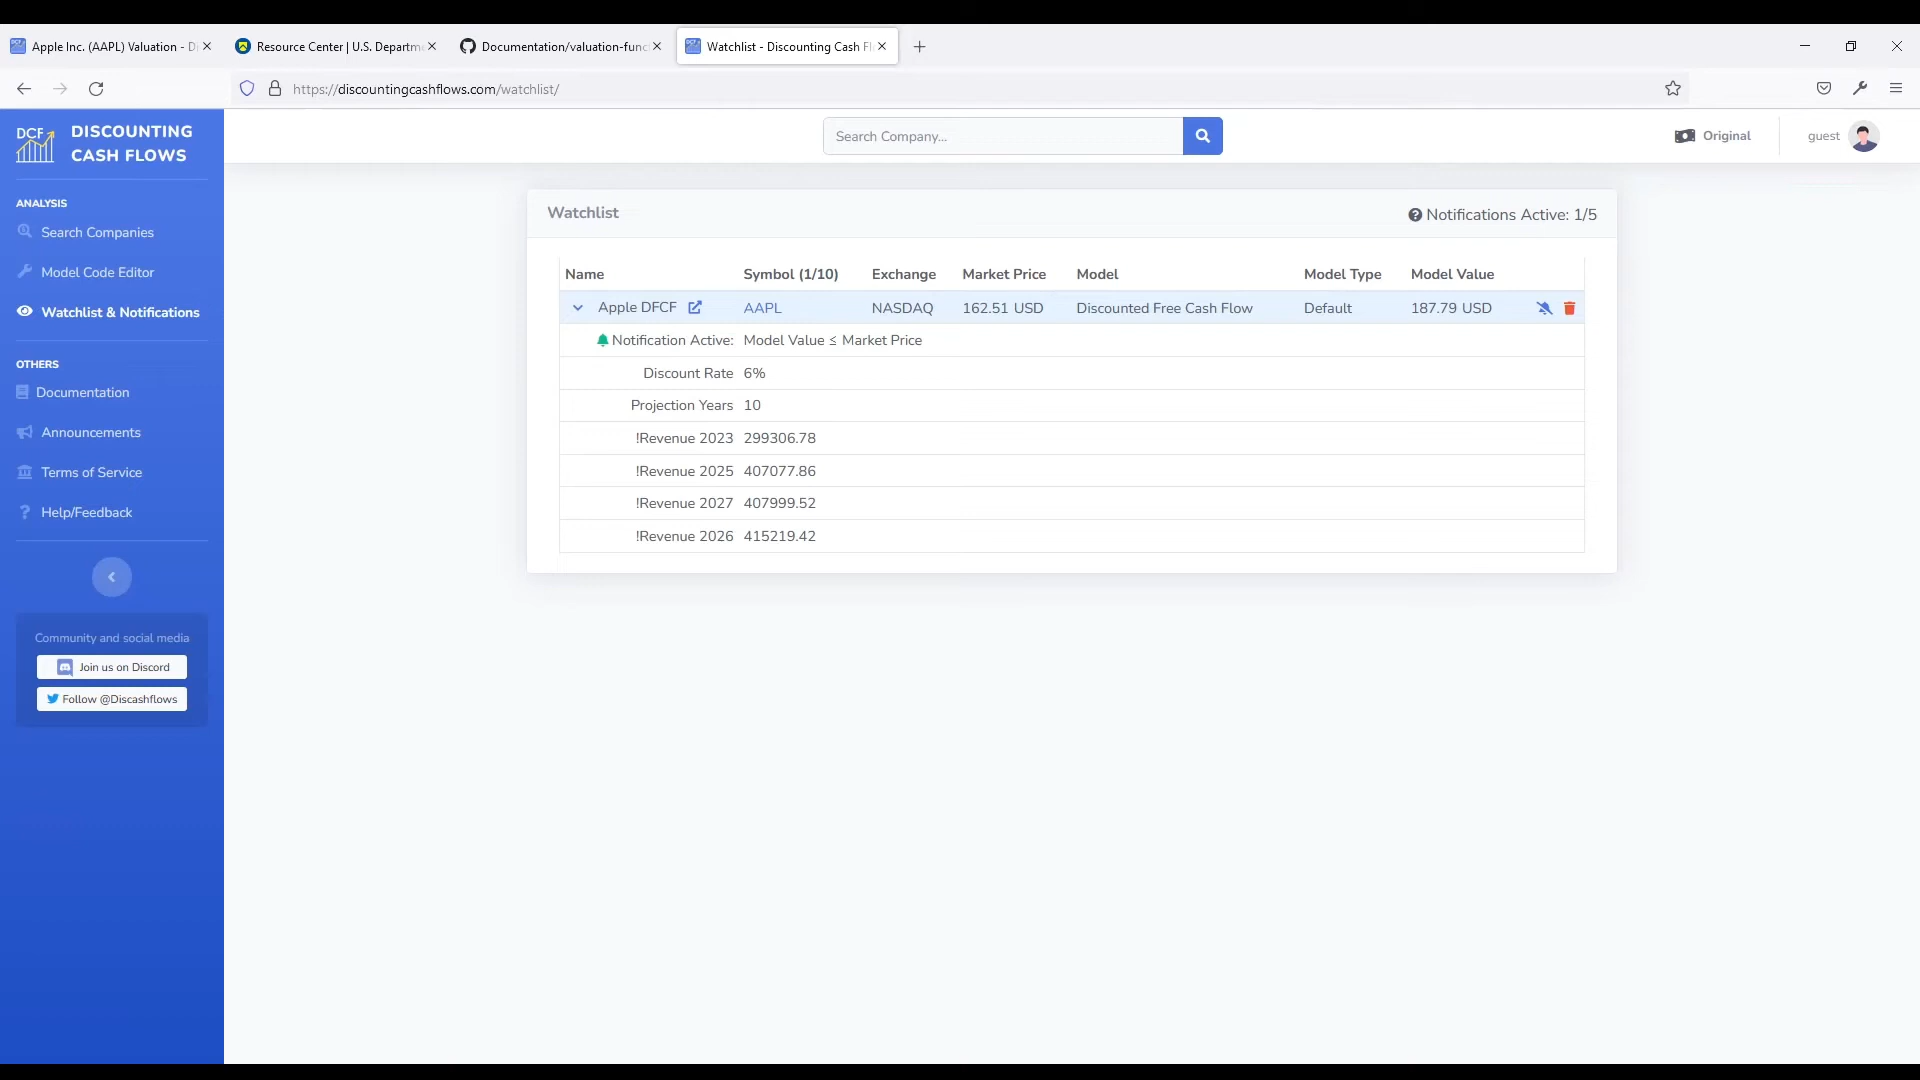 Apple Inc. (AAPL) Valuation - Di
Resource Center | U.S. Departme
Documentation/valuation-func
Watchlist - Discounting Cash Fl
https://discountingcashflows.com/watchlist/
DCF
DISCOUNTING
CASH FLOWS
Search Company...
Original
guest
ANALYSIS
Search Companies
Model Code Editor
Watchlist & Notifications
OTHERS
Documentation
Announcements
Terms of Service
Help/Feedback
Community and social media
Join us on Discord
Follow @Discashflows
Watchlist
Notifications Active: 1/5
Name Symbol (1/10) Exchange Market Price Model Model Type Model Value
Apple DFCF AAPL NASDAQ 162.51 USD Discounted Free Cash Flow Default 187.79 USD
Notification Active: Model Value ≤ Market Price
Discount Rate 6%
Projection Years 10
!Revenue 2023 299306.78
!Revenue 2025 407077.86
!Revenue 2027 407999.52
!Revenue 2026 415219.42